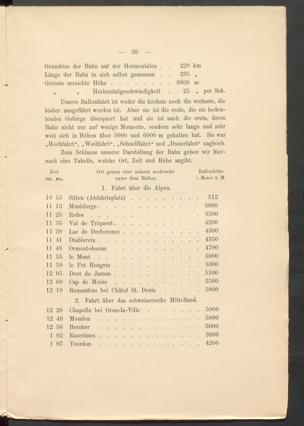 — 39 —
Grundriss der Bahn auf der Horizontalen . . 229 km
Länge der Bahn in sich selbst gemessen . . 235 „
Grösste erreichte Höhe . . . . . . . 6800 m
„ „ Horizontalgeschwindigkeit . 25 „ per Sek.
Unsere Ballonfahrt ist weder die höchste noch die weiteste, die
bisher ausgeführt worden ist. Aber sie ist die erste, die ein bedeu-
tendes Gebirge überquert hat und sie ist auch die erste, deren
Bahn nicht nur wenige Momente, sondern sehr lange und sehr
weit sich in Höhen über 5000 und 6000 m gehalten hat. Sie war
„Hochfahrt“, „Weitfahrt“, „Schnellfahrt“ und „Dauerfahrt“ zugleich.
Zum Schlusse unserer Darstellung der Bahn geben wir hier-
nach eine Tabelle, welche Ort, Zeit und Höhe angibt.
Zeit Ort genau oder nahezu senkrecht Ballonhöhe
Std. Min. unter dem Ballon. i. Meter ü. M.
1. Fahrt über die Alpen.
10 53 Sitten (Abfahrtsplatz) . . . . . . 512
11 12 Montdorge . . . . . . . . . 3000
11 25 Erdes . . . . . . . . . . 3500
11 35 Val de Triquent . . . . . . . . 4200
11 39 Lac de Derborence . . . . . . . 4300
11 41 Diablerets . . . . . . . . . 4350
11 48 Ormont-dessus . . . . . . . . 4700
11 55 le Mont . . . . . . . . . . 5000
11 59 le Pet Hongrin . . . . . . . . 5300
12 05 Dent de Jaman . . . . . . . . 5100
12 09 Cap de Moine . . . . . . . . 5500
12 19 Remaufens bei Châtel St. Denis . . . . 5800
2. Fahrt über das schweizerische Mittelland.
12 28 Chapelle bei Oron-la-Ville . . . . . 5900
12 48 Moudon . . . . . . . . . . 5800
12 56 Bercher . . . . . . . . . . 5000
1 02 Essertines . . . . . . . . . 3800
1 07 Yverdon . . . . . . . . . . 4200